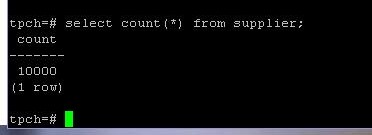 tpch=# select count(*) from supplier;
count
-------
10000
(1 row)
tpch=#